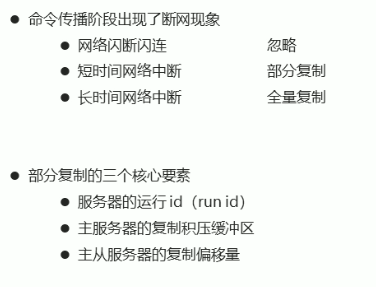 ● 命令传播阶段出现了断网现象
● 网络闪断闪连 忽略
● 短时间网络中断 部分复制
● 长时间网络中断 全量复制
● 部分复制的三个核心要素
● 服务器的运行 id（run id）
● 主服务器的复制积压缓冲区
● 主从服务器的复制偏移量